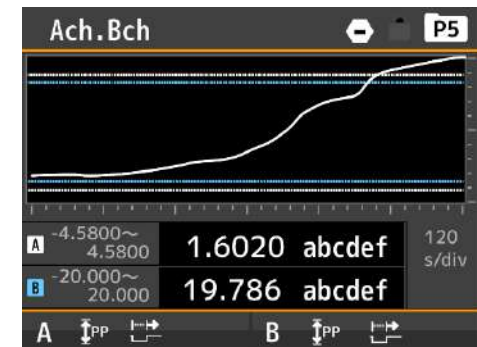 Ach.Bch P5
A -4.5800~
4.5800 1.6020 abcdef
120
s/div
B -20.000~
20.000 19.786 abcdef
A PP B PP